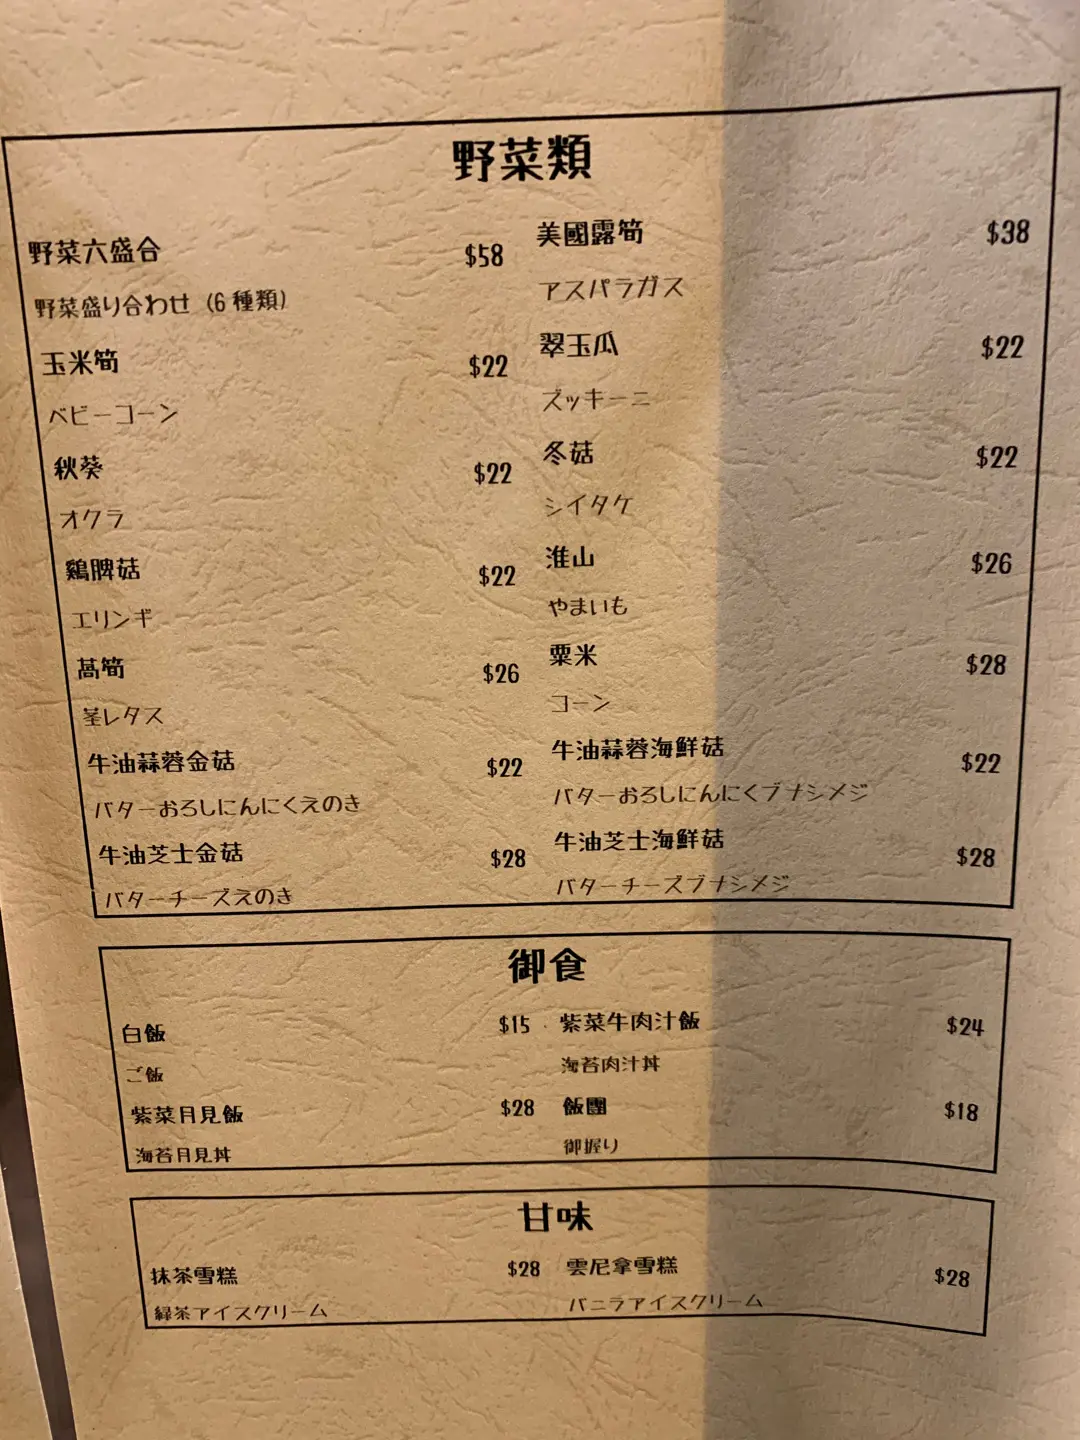 野菜類
野菜六盛合 $58
野菜盛り合わせ (6 種類)
玉米筍 $22
ベビーコーン
秋葵 $22
オクラ
鷄脾菇 $22
エリンギ
萵筍 $26
茎レタス
牛油蒜蓉金菇 $22
バターおろしにんにくえのき
牛油芝士金菇 $28
バターチーズえのき
美國露筍 $38
アスパラガス
翠玉瓜 $22
ズッキーニ
冬菇 $22
シイタケ
淮山 $26
やまいも
粟米 $28
コーン
牛油蒜蓉海鮮菇 $22
バターおろしにんにくブナシメジ
牛油芝士海鮮菇 $28
バターチーズブナシメジ
御食
白飯 $15
ご飯
紫菜月見飯 $28
海苔月見丼
紫菜牛肉汁飯 $24
海苔肉汁丼
飯團 $18
御握り
甘味
抹茶雪糕 $28
緑茶アイスクリーム
雲尼拿雪糕 $28
バニラアイスクリーム